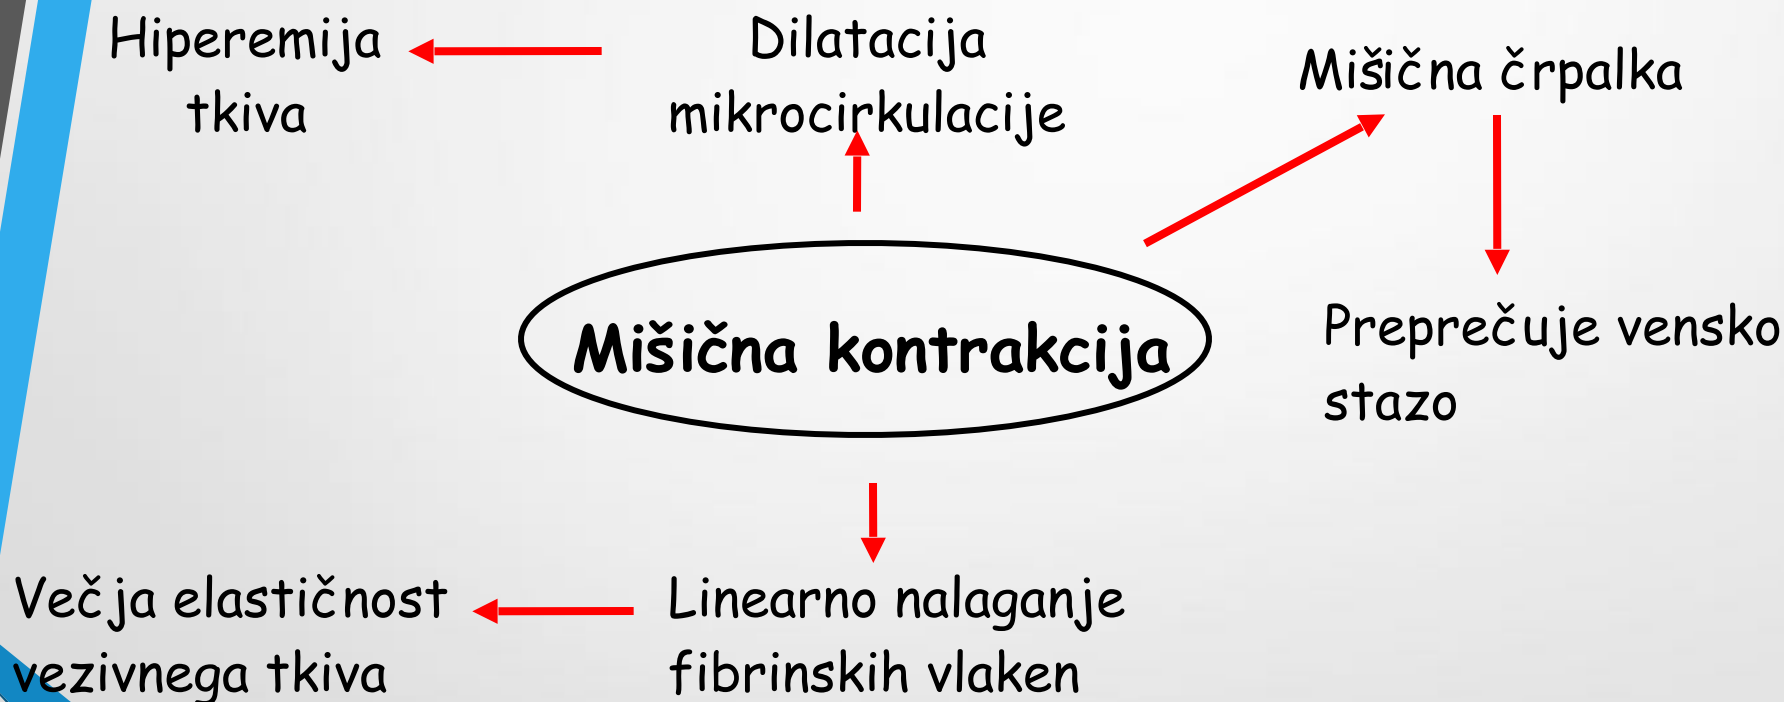 Hiperemija
tkiva
Dilatacija
mikrocirkulacije
Mišična črpalka
Mišična kontrakcija
Preprečuje vensko
stazo
Večja elastičnost
vezivnega tkiva
Linearno nalaganje
fibrinskih vlaken